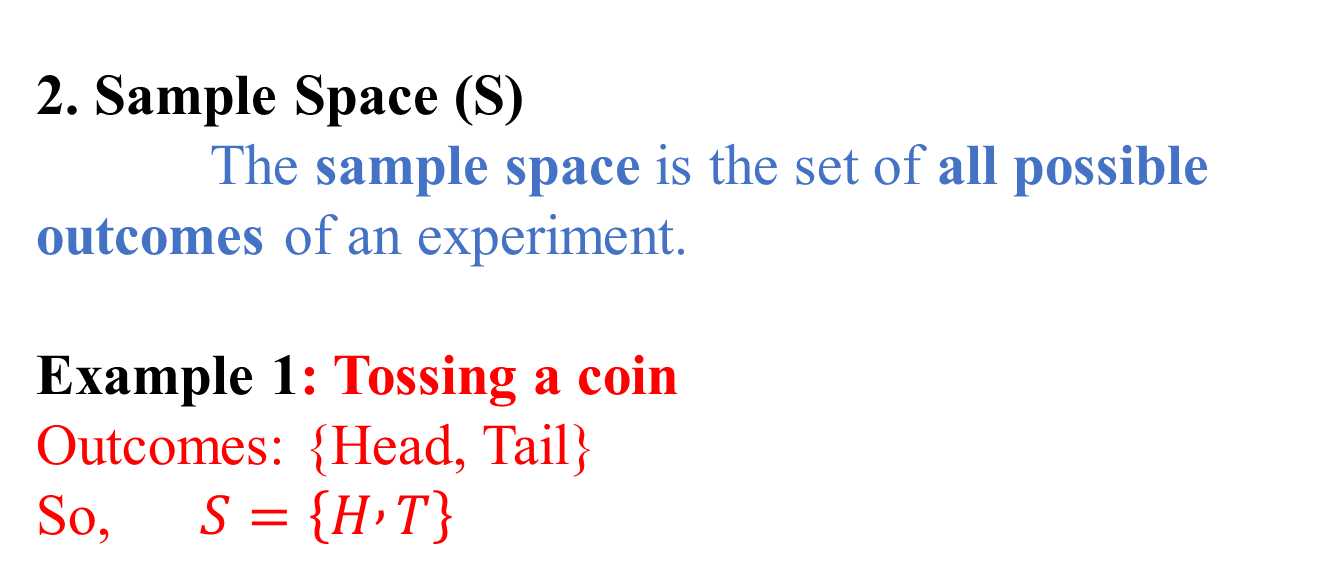 2. Sample Space (S)
The sample space is the set of all possible
outcomes of an experiment.
Example 1: Tossing a coin
Outcomes: {Head, Tail}
So, S = {H, T}